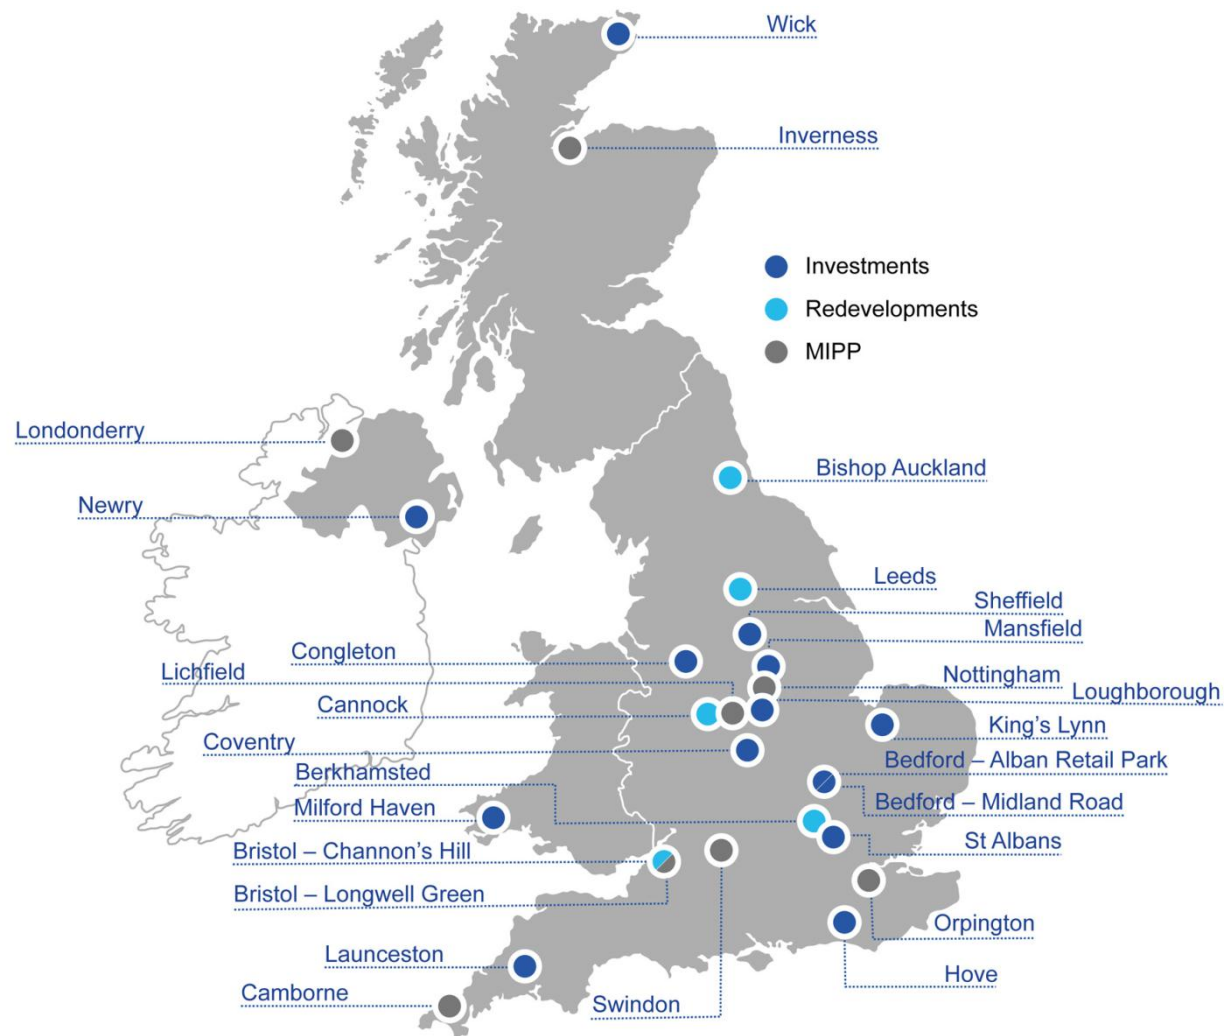 Wick
Inverness
Investments
Redevelopments
MIPP
Londonderry
Bishop Auckland
Newry
Leeds
Sheffield
Mansfield
Congleton
Lichfield
Nottingham
Loughborough
Cannock
King's Lynn
Coventry
Bedford – Alban Retail Park
Berkhamsted
Bedford – Midland Road
Milford Haven
St Albans
Bristol – Channon's Hill
Bristol – Longwell Green
Orpington
Launceston
Hove
Camborne
Swindon